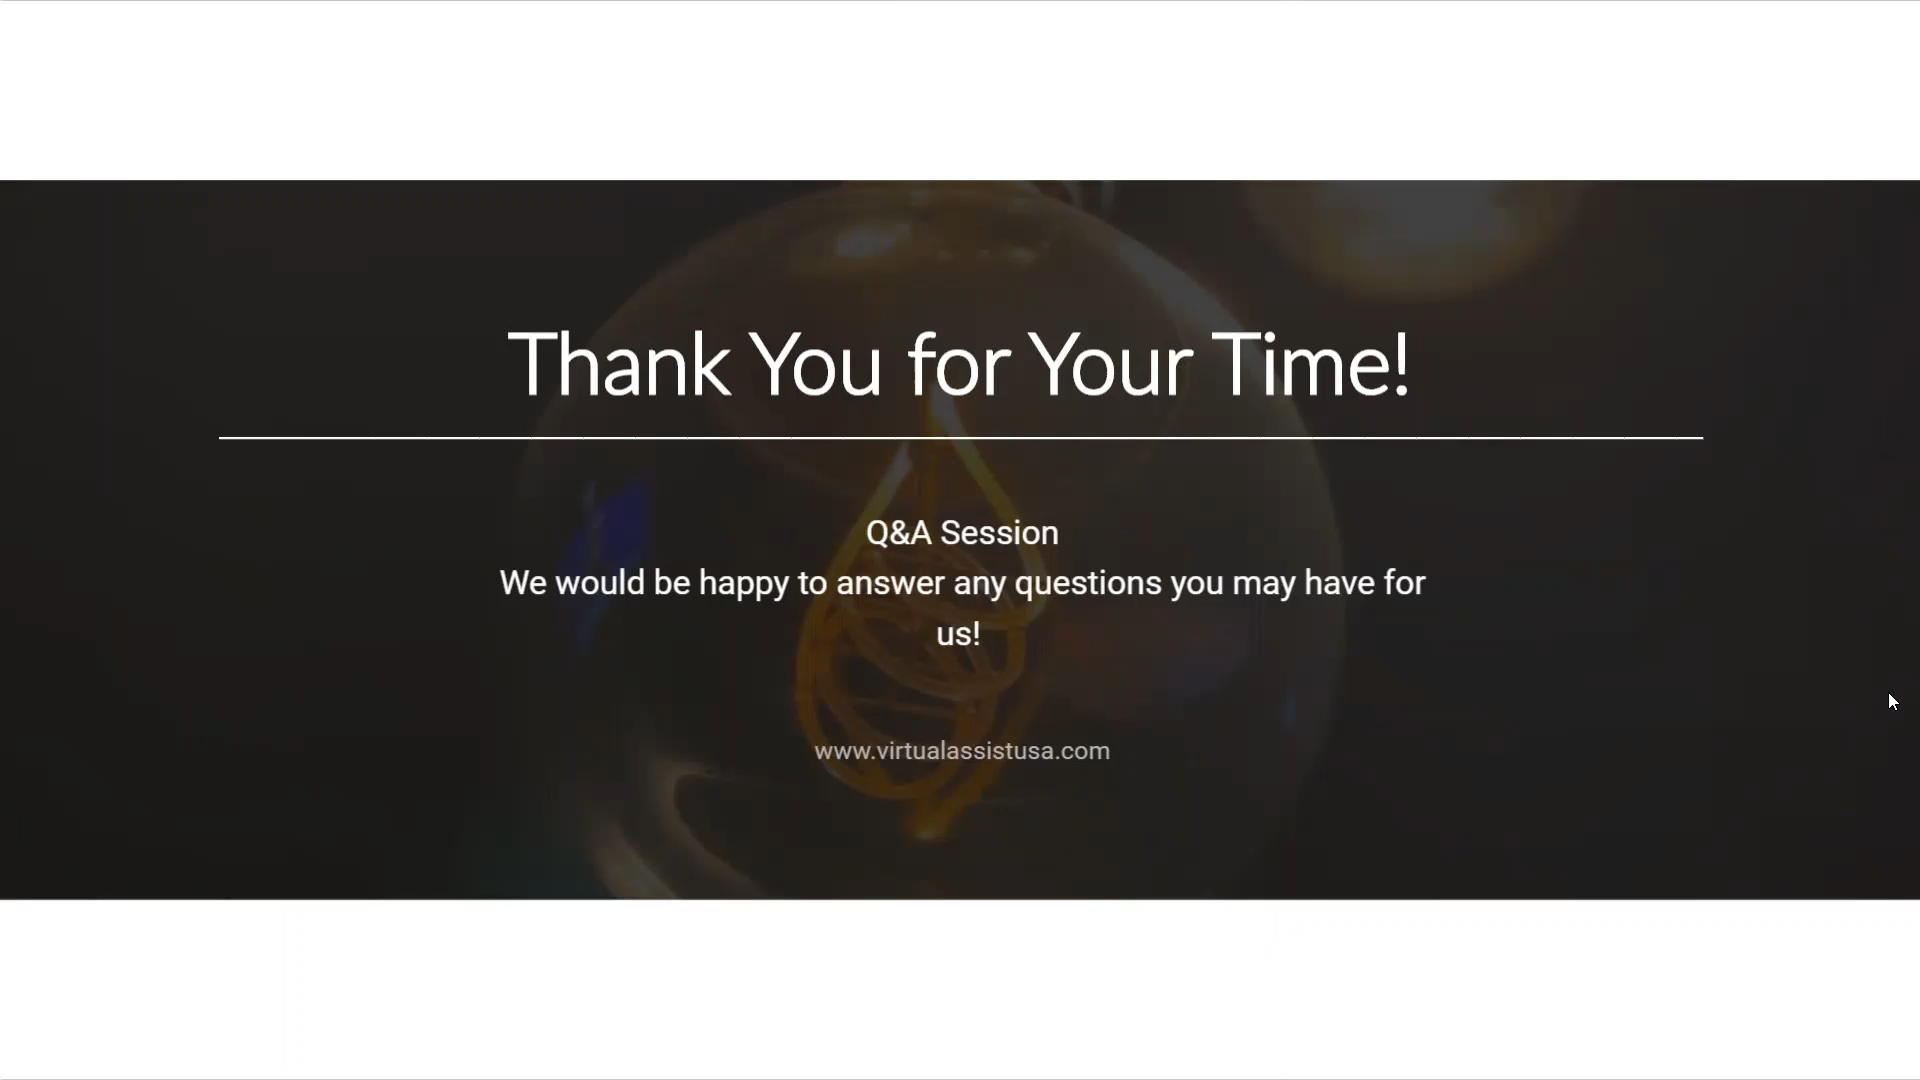 Thank You for Your Time!
Q&A Session
We would be happy to answer any questions you may have for
us!
www.virtualassistusa.com